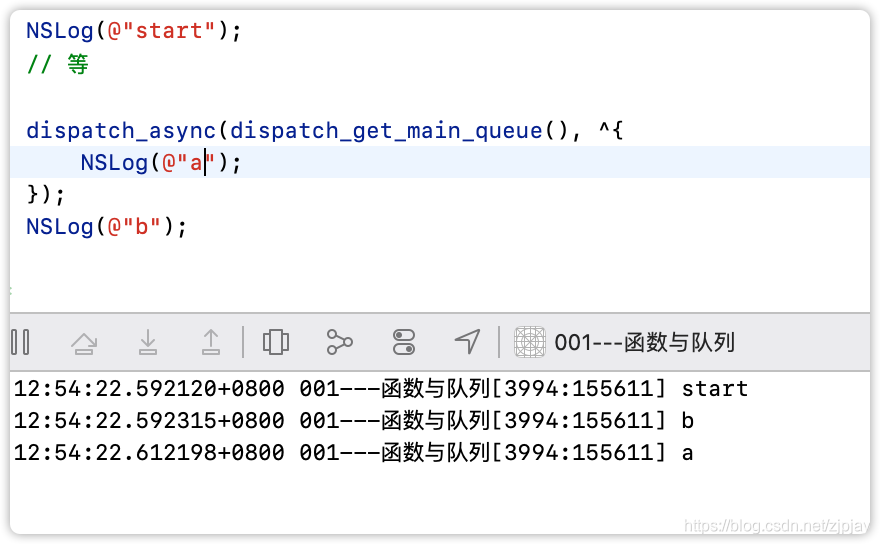 NSLog(@"start");
// 等
dispatch_async(dispatch_get_main_queue(), ^{
    NSLog(@"a");
});
NSLog(@"b");
001---函数与队列
12:54:22.592120+0800 001---函数与队列[3994:155611] start
12:54:22.592315+0800 001---函数与队列[3994:155611] b
12:54:22.612198+0800 001---函数与队列[3994:155611] a
https://blog.csdn.net/zjpjay